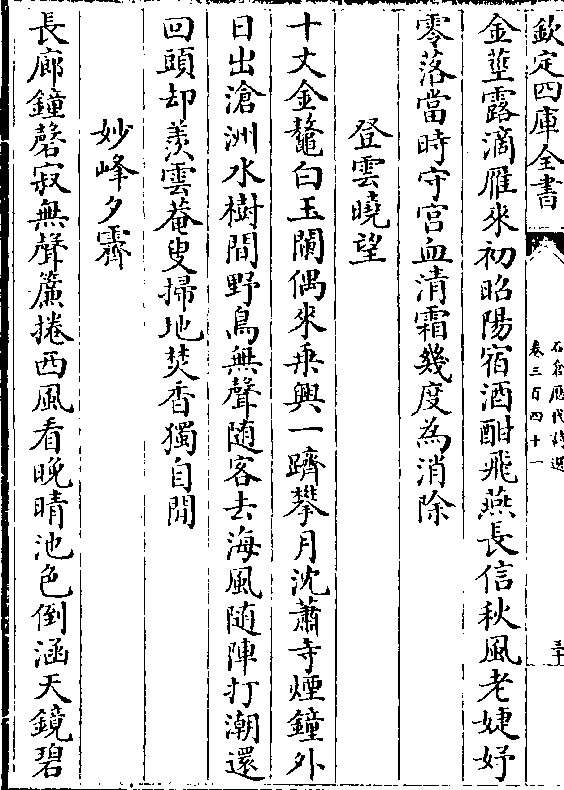 欽定四庫全書
石倉歴代詩選
卷三百四十一
三十
金莖露滴雁來初昭陽宿酒酣飛燕長信秋風老婕妤
零落當時守宫血清霜幾度為消除
登雲曉望
十丈金鼇白玉闌偶來乗興一躋攀月沈蕭寺煙鐘外
日出滄洲水樹間野鳥無聲随客去海風随陣打潮還
回頭却羨雲菴叟掃地焚香獨自閒
妙峰夕霽
長廊鐘磬寂無聲簾捲西風看晚晴池色倒涵天鏡碧